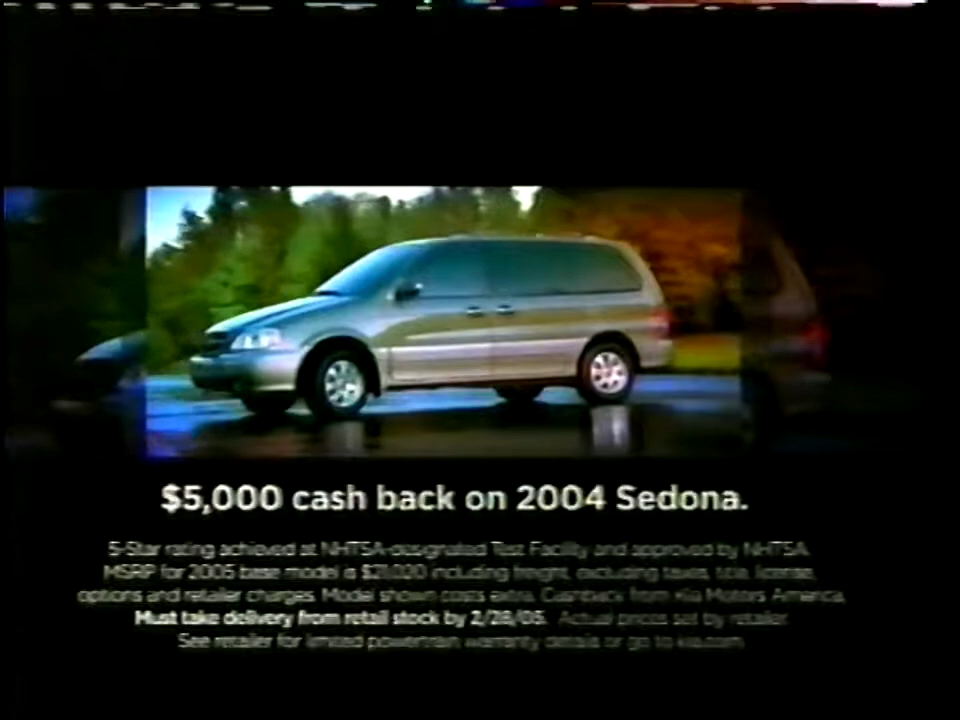 $5,000 cash back on 2004 Sedona.
5-Star rating achieved at NHTSA-designated Test Facility and approved by NHTSA.
MSRP for 2005 base model is $21,020 including freight, excluding taxes, title, license,
options and retailer charges. Model shown costs extra. Cashback from Kia Motors America.
Must take delivery from retail stock by 2/28/05. Actual prices set by retailer.
See retailer for limited powertrain warranty details or go to kia.com